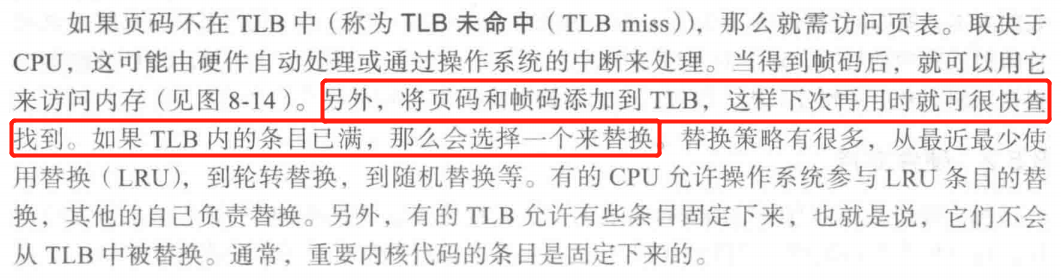 如果页码不在 TLB 中（称为 TLB 未命中（TLB miss）），那么就需访问页表。取决于
CPU，这可能由硬件自动处理或通过操作系统的中断来处理。当得到帧码后，就可以用它
来访问内存（见图 8-14）。另外，将页码和帧码添加到 TLB，这样下次再用时就可很快查
找到。如果 TLB 内的条目已满，那么会选择一个来替换。替换策略有很多，从最近最少使
用替换（LRU），到轮转替换，到随机替换等。有的 CPU 允许操作系统参与 LRU 条目的替
换，其他的自己负责替换。另外，有的 TLB 允许有些条目固定下来，也就是说，它们不会
从 TLB 中被替换。通常，重要内核代码的条目是固定下来的。